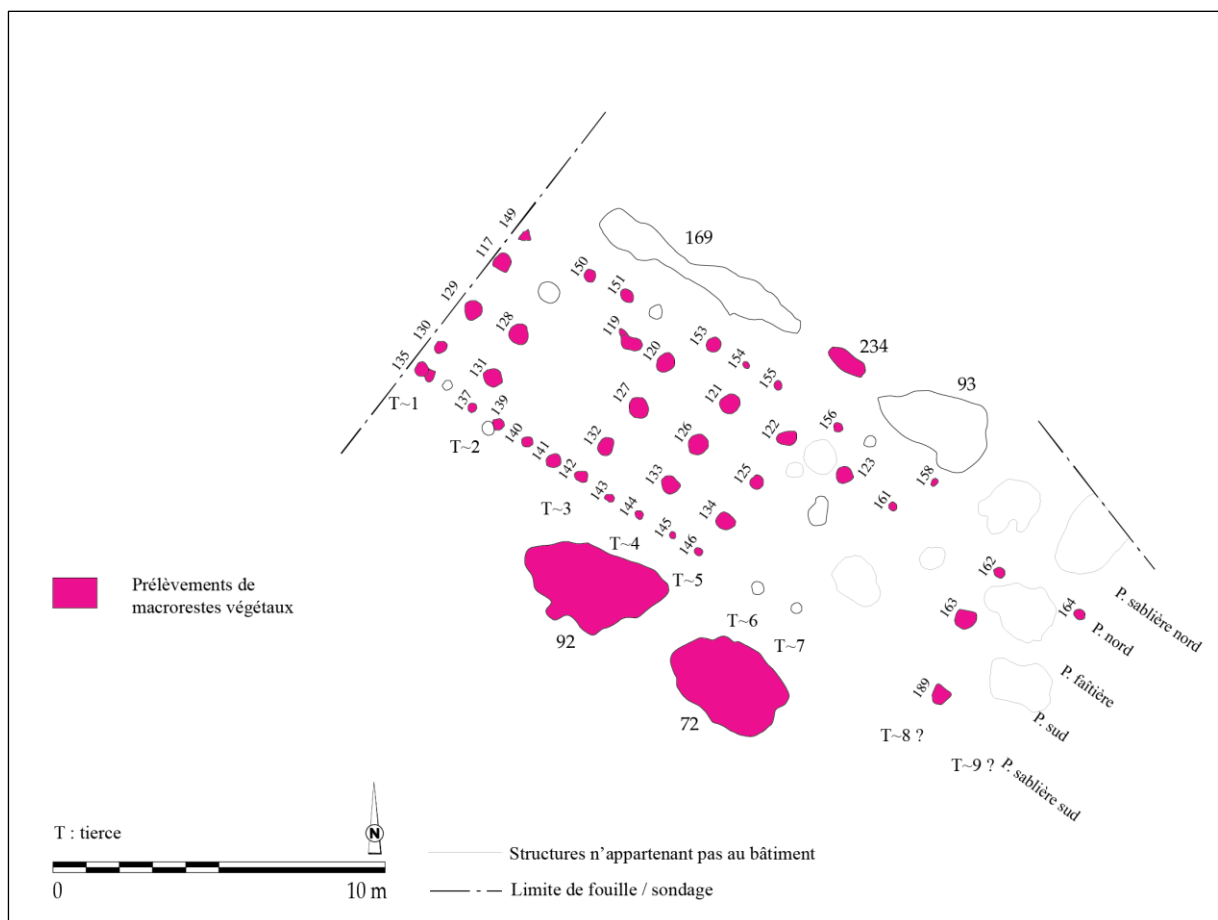 149
117
129
130
135
T~1
150
151
169
128
119
120
153
154
155
234
93
131
137
139
T~2
140
141
142
143
T~3
144
T~4
145
146
T~5
127
132
121
126
122
156
133
125
134
123
161
158
92
72
T~6
T~7
162
163
164
189
T~8 ?
T~9 ?
P. sablière nord
P. nord
P. faîtière
P. sud
P. sablière sud
Prélèvements de
macrorestes végétaux
T : tierce
N
0
10 m
Structures n’appartenant pas au bâtiment
Limite de fouille / sondage